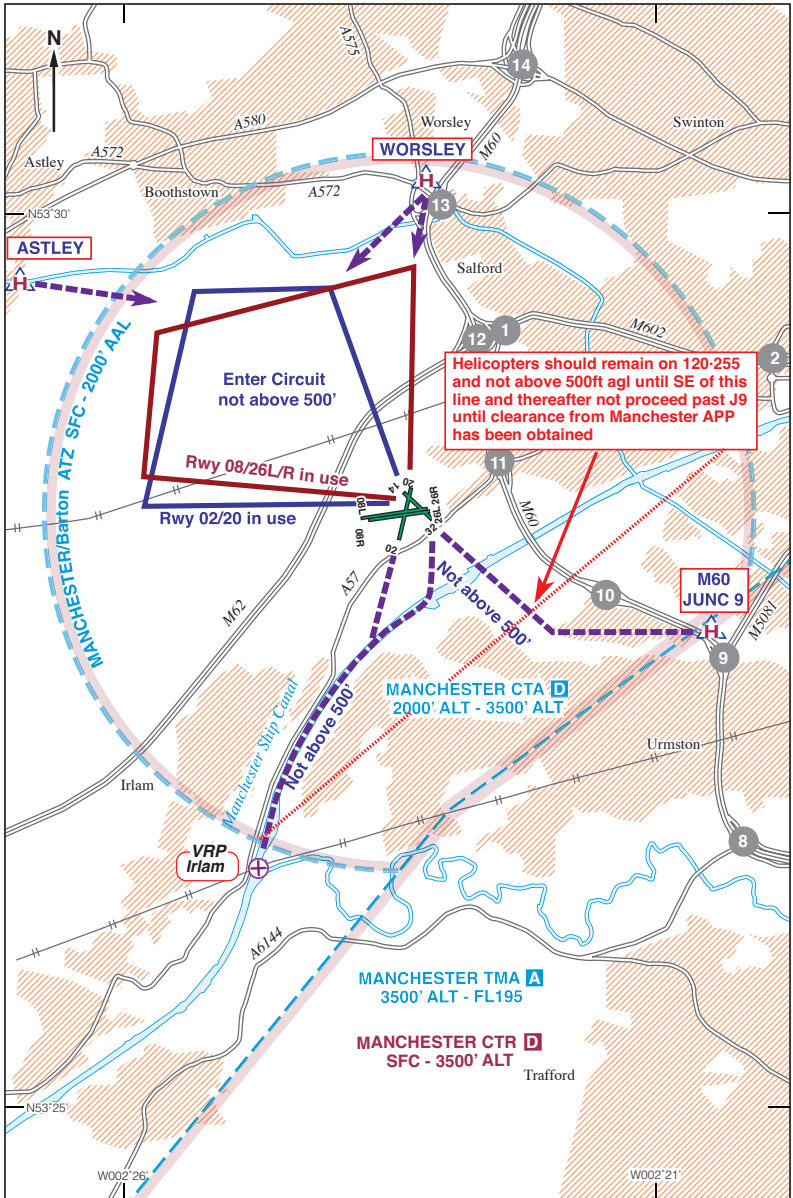 N
A575
14
A580
Worsley
M60
Swinton
WORSLEY
Astley
A572
Boothstown
A572
H
13
N53°30'
ASTLEY
H
Salford
MANCHESTER/Barton ATZ SFC - 2000' AAL
12
1
M602
2
Enter Circuit
not above 500'
Helicopters should remain on 120·255
and not above 500ft agl until SE of this
line and thereafter not proceed past J9
until clearance from Manchester APP
has been obtained
Rwy 08/26L/R in use
Rwy 02/20 in use
14
20
08L
08R
26L
26R
32
02
11
M60
A57
M62
Not above 500'
10
M60
JUNC 9
H
M5081
9
MANCHESTER CTA D
2000' ALT - 3500' ALT
Not above 500'
Manchester Ship Canal
Urmston
Irlam
8
VRP
Irlam
A6144
MANCHESTER TMA A
3500' ALT - FL195
MANCHESTER CTR D
SFC - 3500' ALT
Trafford
N53°25'
W002°26'
W002°21'